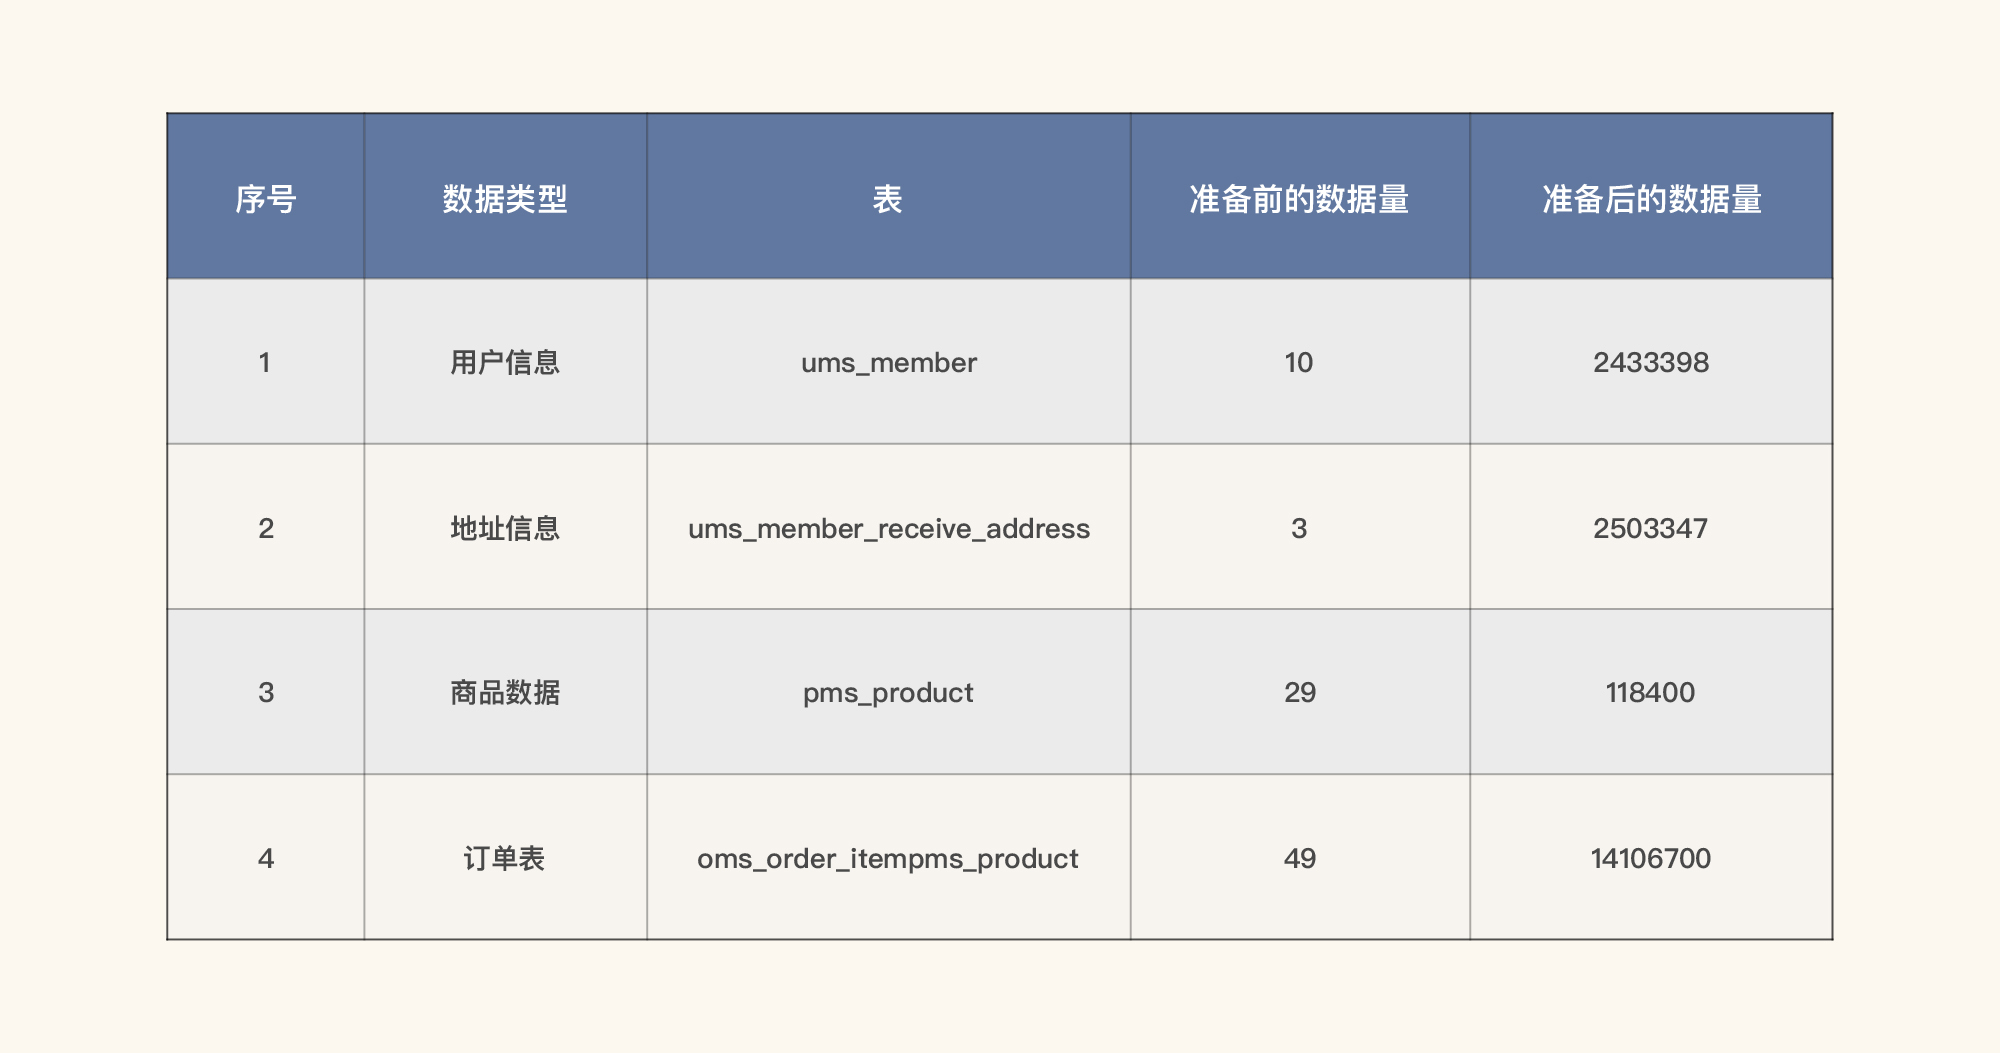 序号 数据类型 表 准备前的数据量 准备后的数据量
1 用户信息 ums_member 10 2433398
2 地址信息 ums_member_receive_address 3 2503347
3 商品数据 pms_product 29 118400
4 订单表 oms_order_itempms_product 49 14106700